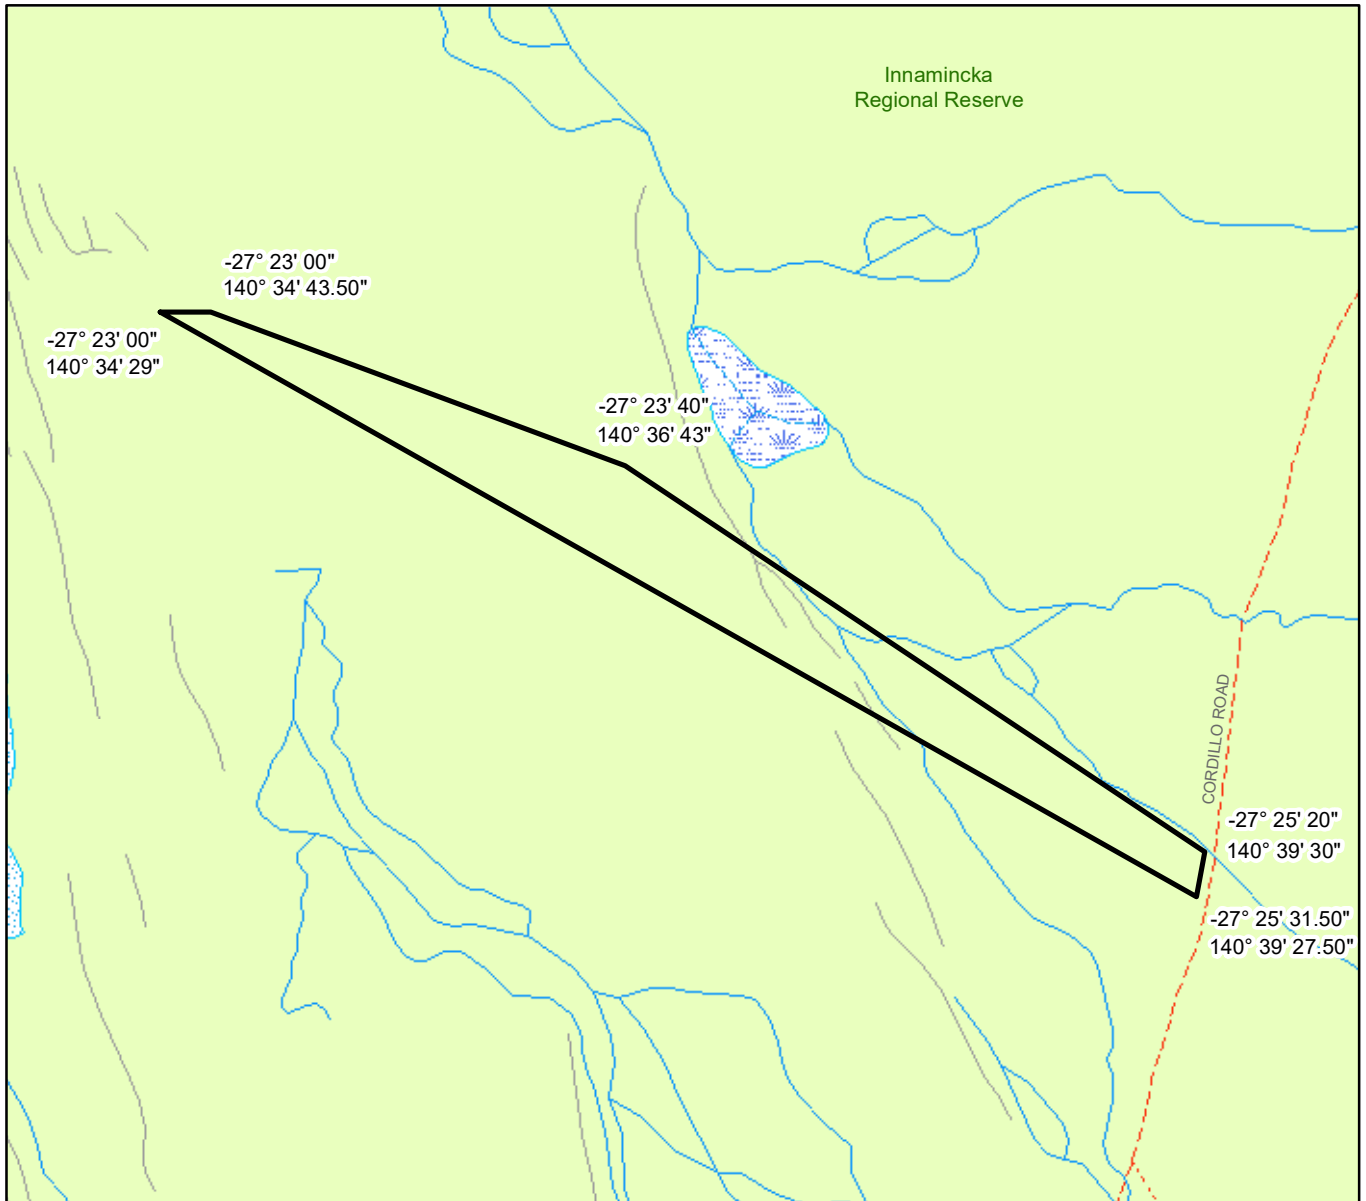 Innamincka
Regional Reserve
-27° 23' 00"
140° 34' 43.50"
-27° 23' 00"
140° 34' 29"
-27° 23' 40"
140° 36' 43"
CORDILLO ROAD
-27° 25' 20"
140° 39' 30"
-27° 25' 31.50"
140° 39' 27.50"